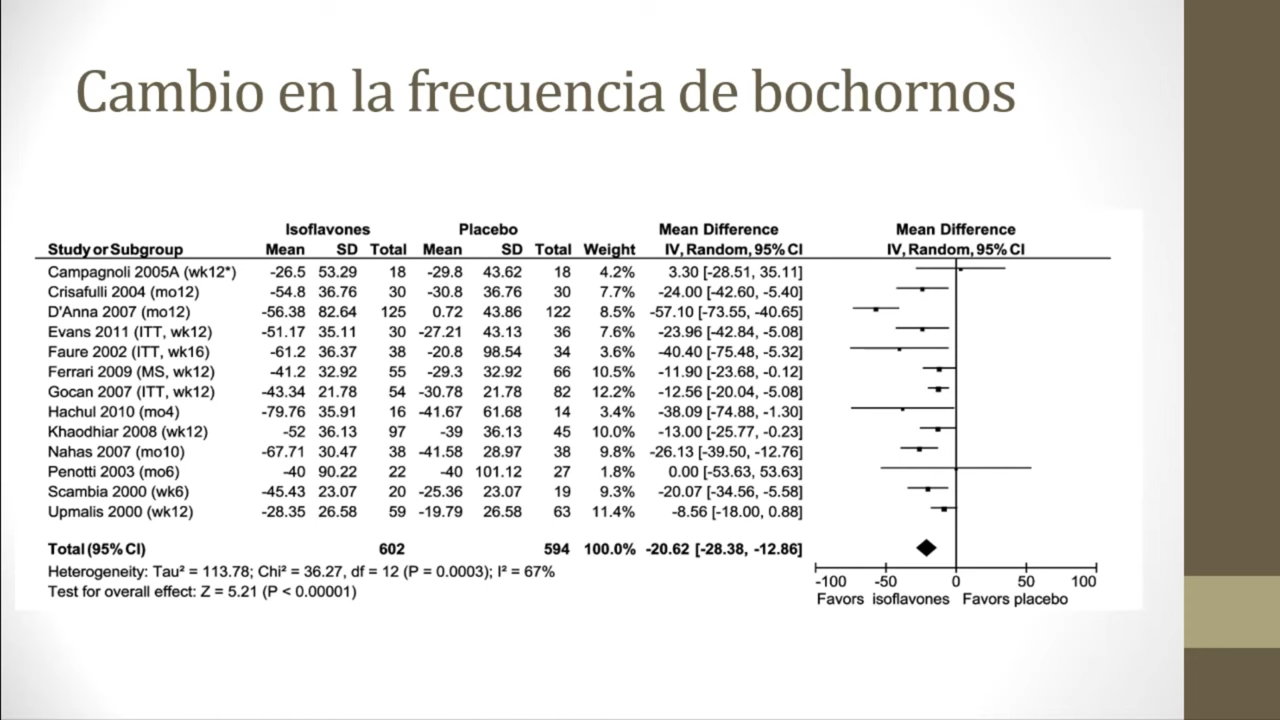 Cambio en la frecuencia de bochornos
Isoflavones Placebo Mean Difference Mean Difference
Study or Subgroup Mean SD Total Mean SD Total Weight IV, Random, 95% CI IV, Random, 95% CI
Campagnoli 2005A (wk12*) -26.5 53.29 18 -29.8 43.62 18 4.2% 3.30 [-28.51, 35.11]
Crisafulli 2004 (mo12) -54.8 36.76 30 -30.8 36.76 30 7.7% -24.00 [-42.60, -5.40]
D'Anna 2007 (mo12) -56.38 82.64 125 0.72 43.86 122 8.5% -57.10 [-73.55, -40.65]
Evans 2011 (ITT, wk12) -51.17 35.11 30 -27.21 43.13 36 7.6% -23.96 [-42.84, -5.08]
Faure 2002 (ITT, wk16) -61.2 36.37 38 -20.8 98.54 34 3.6% -40.40 [-75.48, -5.32]
Ferrari 2009 (MS, wk12) -41.2 32.92 55 -29.3 32.92 66 10.5% -11.90 [-23.68, -0.12]
Gocan 2007 (ITT, wk12) -43.34 21.78 54 -30.78 21.78 82 12.2% -12.56 [-20.04, -5.08]
Hachul 2010 (mo4) -79.76 35.91 16 -41.67 61.68 14 3.4% -38.09 [-74.88, -1.30]
Khaodhiar 2008 (wk12) -52 36.13 97 -39 36.13 45 10.0% -13.00 [-25.77, -0.23]
Nahas 2007 (mo10) -67.71 30.47 38 -41.58 28.97 38 9.8% -26.13 [-39.50, -12.76]
Penotti 2003 (mo6) -40 90.22 22 -40 101.12 27 1.8% 0.00 [-53.63, 53.63]
Scambia 2000 (wk6) -45.43 23.07 20 -25.36 23.07 19 9.3% -20.07 [-34.56, -5.58]
Upmalis 2000 (wk12) -28.35 26.58 59 -19.79 26.58 63 11.4% -8.56 [-18.00, 0.88]
Total (95% CI) 602 594 100.0% -20.62 [-28.38, -12.86]
Heterogeneity: Tau² = 113.78; Chi² = 36.27, df = 12 (P = 0.0003); I² = 67%
Test for overall effect: Z = 5.21 (P < 0.00001)
-100 -50 0 50 100
Favors isoflavones Favors placebo